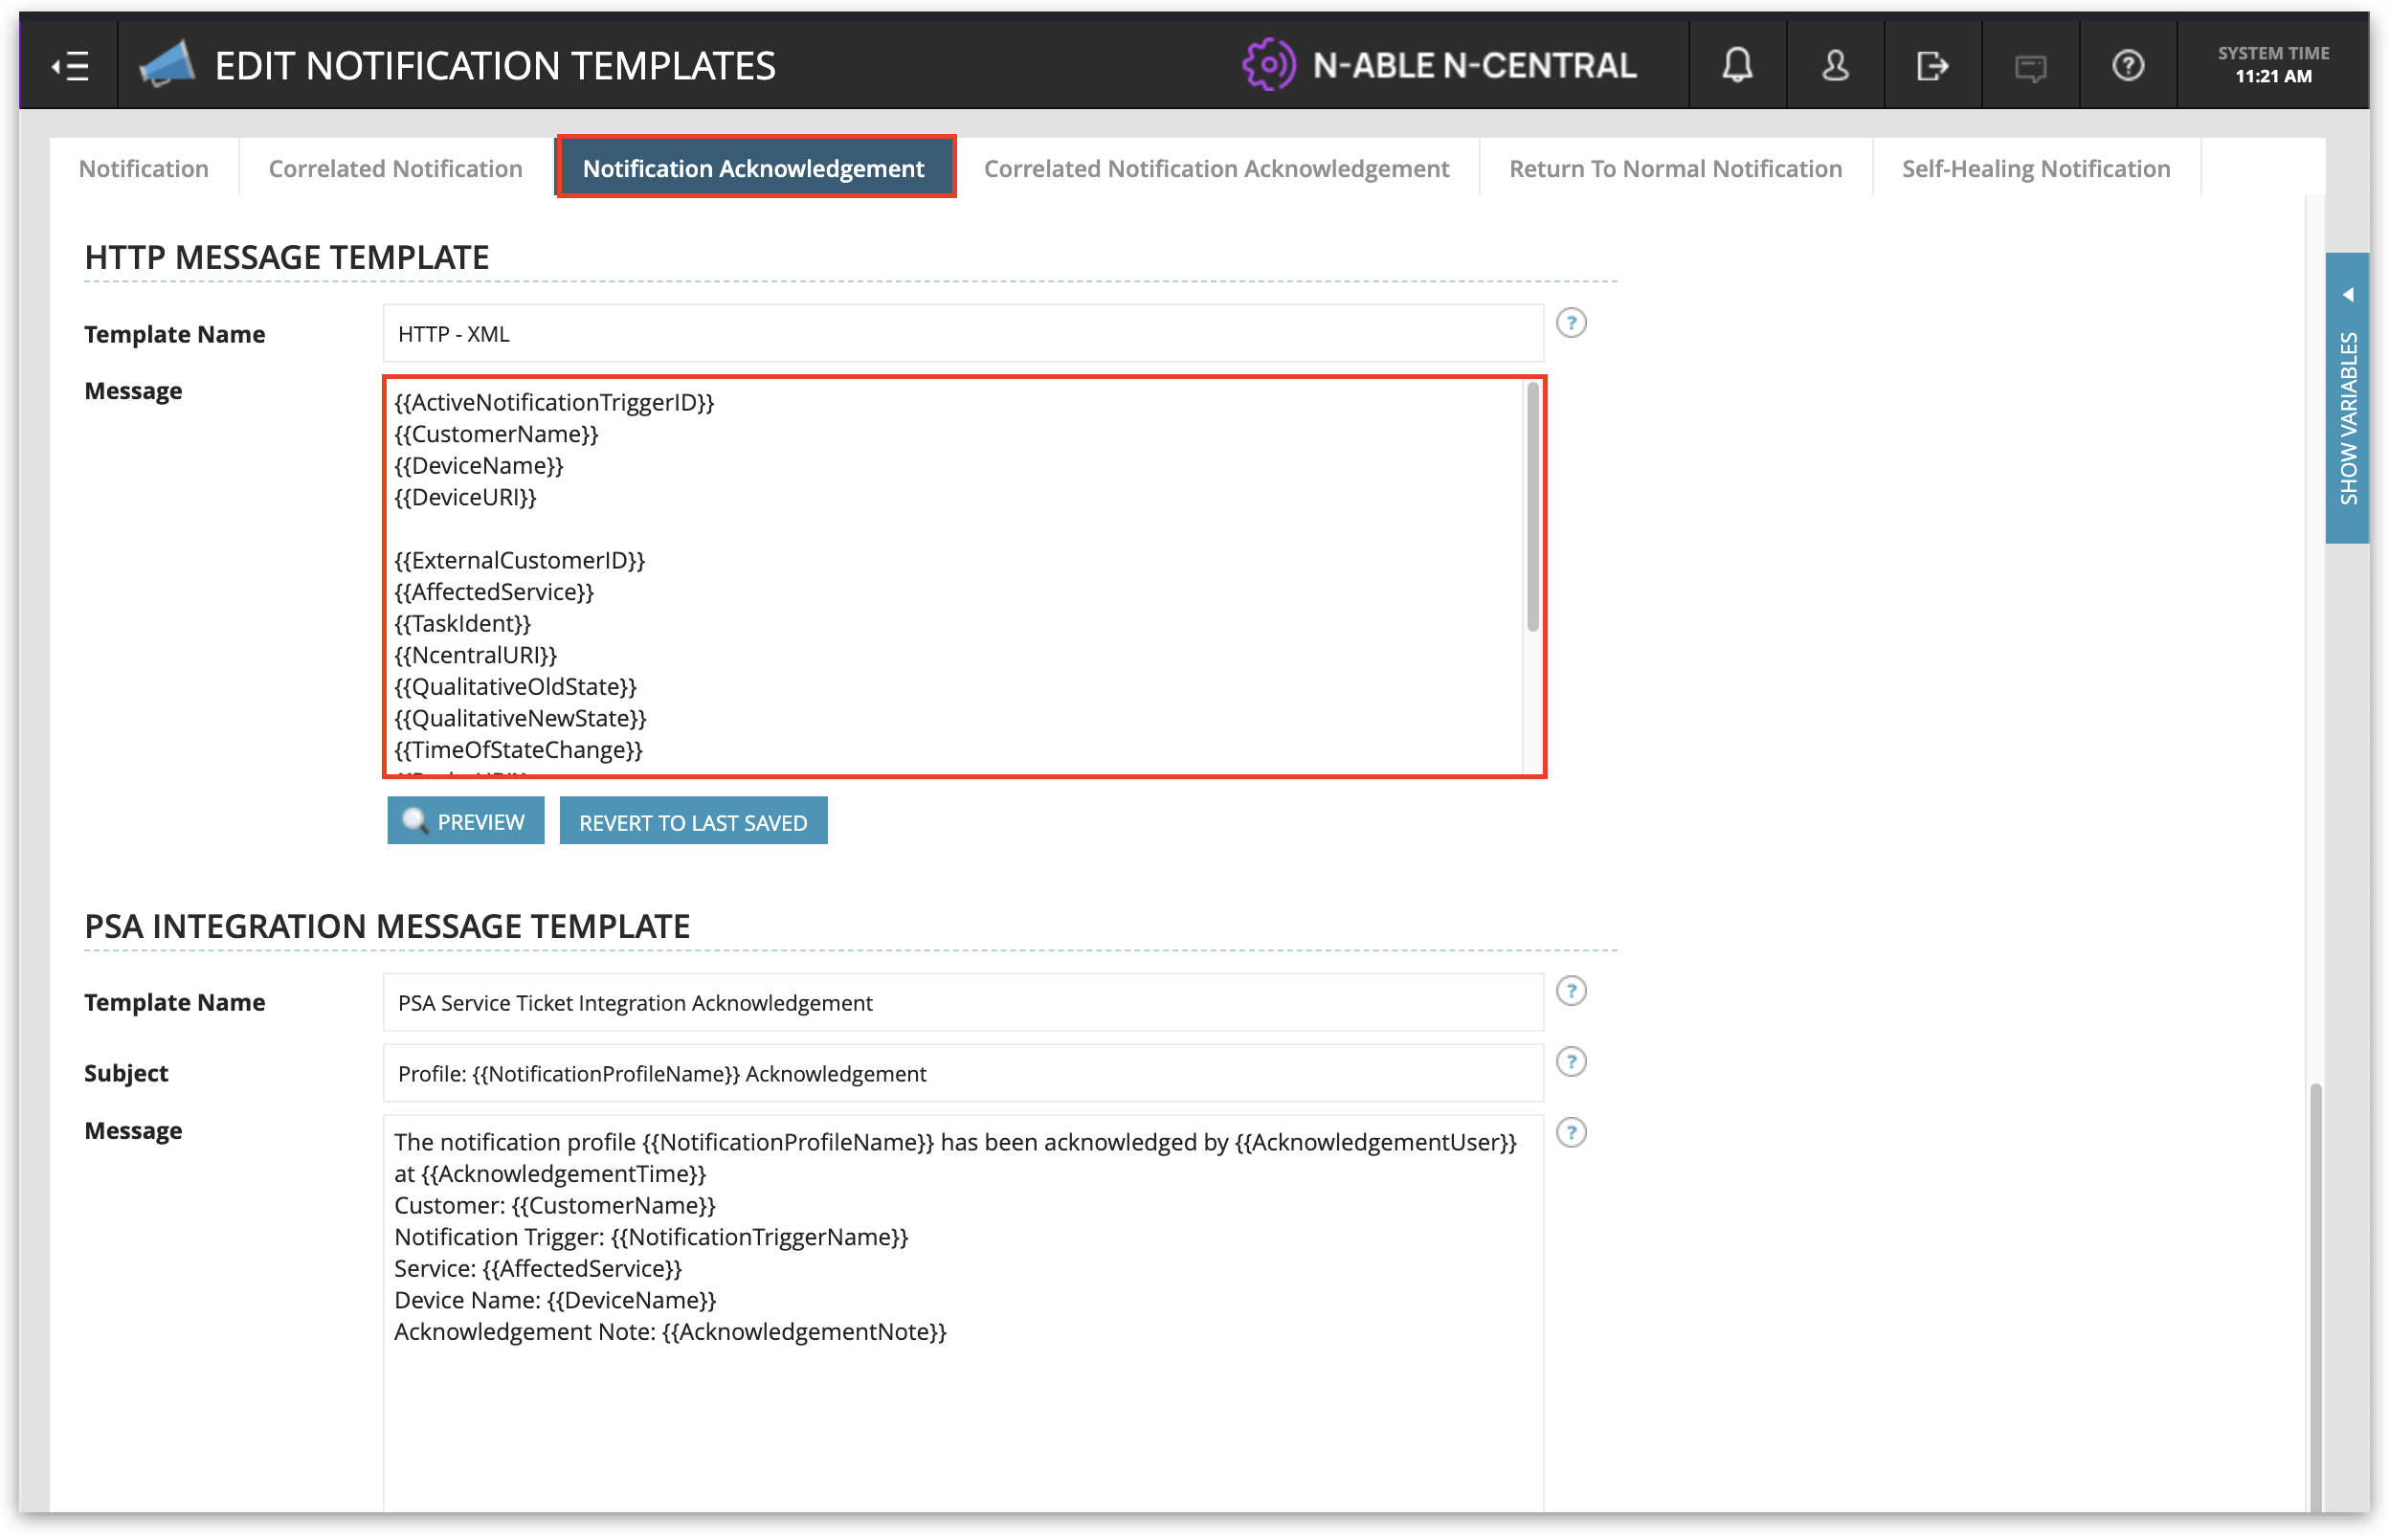 EDIT NOTIFICATION TEMPLATES
N-ABLE N-CENTRAL
SYSTEM TIME
11:21 AM
Notification
Correlated Notification
Notification Acknowledgement
Correlated Notification Acknowledgement
Return To Normal Notification
Self-Healing Notification
SHOW VARIABLES
HTTP MESSAGE TEMPLATE
Template Name
HTTP - XML
?
Message
{{ActiveNotificationTriggerID}}
{{CustomerName}}
{{DeviceName}}
{{DeviceURI}}
{{ExternalCustomerID}}
{{AffectedService}}
{{TaskIdent}}
{{NcentralURI}}
{{QualitativeOldState}}
{{QualitativeNewState}}
{{TimeOfStateChange}}
PREVIEW
REVERT TO LAST SAVED
PSA INTEGRATION MESSAGE TEMPLATE
Template Name
PSA Service Ticket Integration Acknowledgement
?
Subject
Profile: {{NotificationProfileName}} Acknowledgement
?
Message
The notification profile {{NotificationProfileName}} has been acknowledged by {{AcknowledgementUser}}
at {{AcknowledgementTime}}
Customer: {{CustomerName}}
Notification Trigger: {{NotificationTriggerName}}
Service: {{AffectedService}}
Device Name: {{DeviceName}}
Acknowledgement Note: {{AcknowledgementNote}}
?